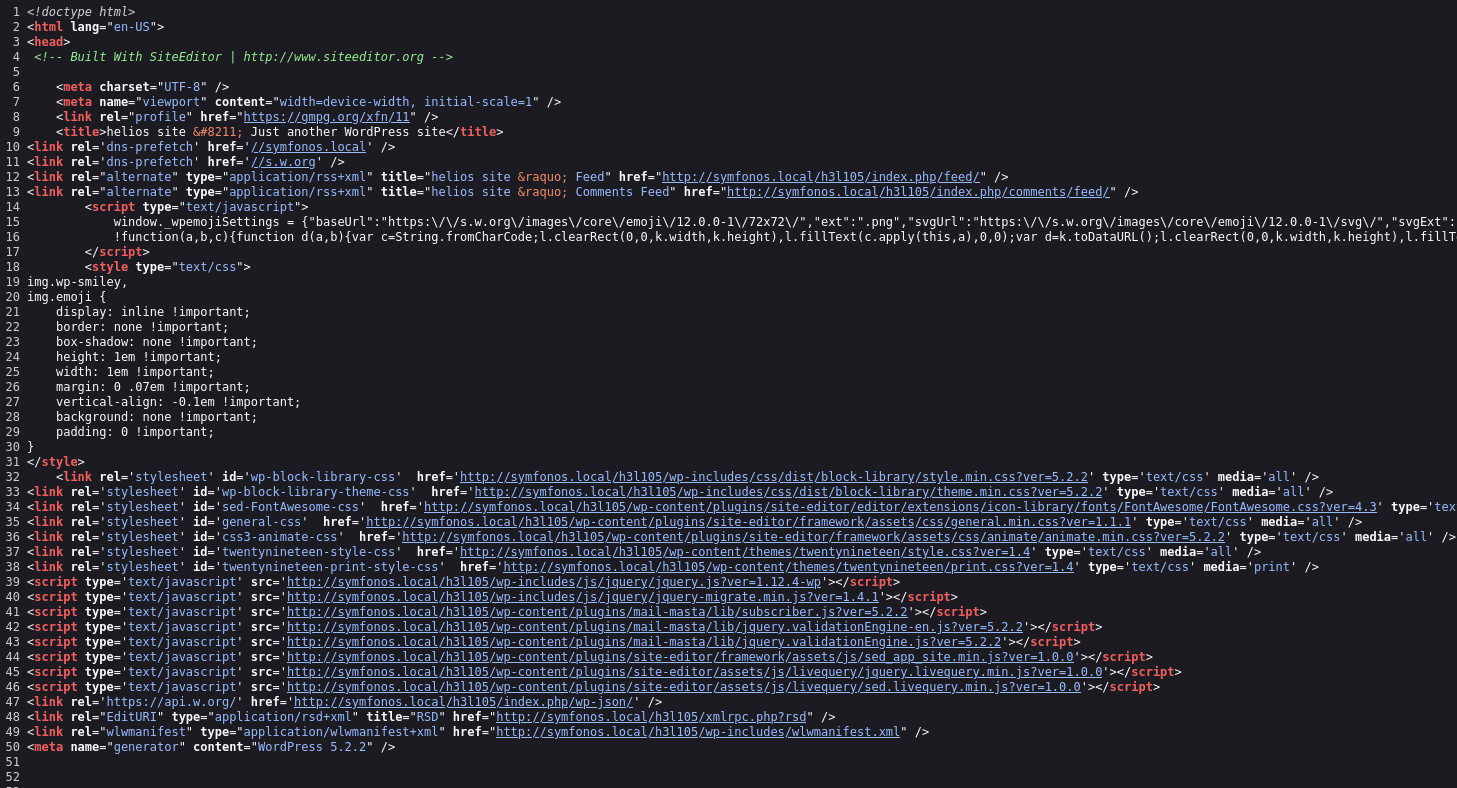 1 <!doctype html>
2 <html lang="en-US">
3 <head>
4 <!-- Built With SiteEditor | http://www.siteeditor.org -->
5
6 <meta charset="UTF-8" />
7 <meta name="viewport" content="width=device-width, initial-scale=1" />
8 <link rel="profile" href="https://gmpg.org/xfn/11" />
9 <title>helios site &#8211; Just another WordPress site</title>
10 <link rel='dns-prefetch' href='//symfonos.local' />
11 <link rel='dns-prefetch' href='//s.w.org' />
12 <link rel="alternate" type="application/rss+xml" title="helios site &raquo; Feed" href="http://symfonos.local/h3l105/index.php/feed/" />
13 <link rel="alternate" type="application/rss+xml" title="helios site &raquo; Comments Feed" href="http://symfonos.local/h3l105/index.php/comments/feed/" />
14 <script type="text/javascript">
15 window._wpemojiSettings = {"baseUrl":"https:\/\/s.w.org\/images\/core\/emoji\/12.0.0-1\/72x72\/","ext":".png","svgUrl":"https:\/\/s.w.org\/images\/core\/emoji\/12.0.0-1\/svg\/","svgExt":
16 !function(a,b,c){function d(a,b){var c=String.fromCharCode;l.clearRect(0,0,k.width,k.height),l.fillText(c.apply(this,a),0,0);var d=k.toDataURL();l.clearRect(0,0,k.width,k.height),l.fillT
17 </script>
18 <style type="text/css">
19 img.wp-smiley,
20 img.emoji {
21 display: inline !important;
22 border: none !important;
23 box-shadow: none !important;
24 height: 1em !important;
25 width: 1em !important;
26 margin: 0 .07em !important;
27 vertical-align: -0.1em !important;
28 background: none !important;
29 padding: 0 !important;
30 }
31 </style>
32 <link rel='stylesheet' id='wp-block-library-css' href='http://symfonos.local/h3l105/wp-includes/css/dist/block-library/style.min.css?ver=5.2.2' type='text/css' media='all' />
33 <link rel='stylesheet' id='wp-block-library-theme-css' href='http://symfonos.local/h3l105/wp-includes/css/dist/block-library/theme.min.css?ver=5.2.2' type='text/css' media='all' />
34 <link rel='stylesheet' id='sed-FontAwesome-css' href='http://symfonos.local/h3l105/wp-content/plugins/site-editor/editor/extensions/icon-library/fonts/FontAwesome/FontAwesome.css?ver=4.3' type='tex
35 <link rel='stylesheet' id='general-css' href='http://symfonos.local/h3l105/wp-content/plugins/site-editor/framework/assets/css/general.min.css?ver=1.1.1' type='text/css' media='all' />
36 <link rel='stylesheet' id='css3-animate-css' href='http://symfonos.local/h3l105/wp-content/plugins/site-editor/framework/assets/css/animate/animate.min.css?ver=5.2.2' type='text/css' media='all' />
37 <link rel='stylesheet' id='twentynineteen-style-css' href='http://symfonos.local/h3l105/wp-content/themes/twentynineteen/style.css?ver=1.4' type='text/css' media='all' />
38 <link rel='stylesheet' id='twentynineteen-print-style-css' href='http://symfonos.local/h3l105/wp-content/themes/twentynineteen/print.css?ver=1.4' type='text/css' media='print' />
39 <script type='text/javascript' src='http://symfonos.local/h3l105/wp-includes/js/jquery/jquery.js?ver=1.12.4-wp'></script>
40 <script type='text/javascript' src='http://symfonos.local/h3l105/wp-includes/js/jquery/jquery-migrate.min.js?ver=1.4.1'></script>
41 <script type='text/javascript' src='http://symfonos.local/h3l105/wp-content/plugins/mail-masta/lib/subscriber.js?ver=5.2.2'></script>
42 <script type='text/javascript' src='http://symfonos.local/h3l105/wp-content/plugins/mail-masta/lib/jquery.validationEngine-en.js?ver=5.2.2'></script>
43 <script type='text/javascript' src='http://symfonos.local/h3l105/wp-content/plugins/mail-masta/lib/jquery.validationEngine.js?ver=5.2.2'></script>
44 <script type='text/javascript' src='http://symfonos.local/h3l105/wp-content/plugins/site-editor/framework/assets/js/sed_app_site.min.js?ver=1.0.0'></script>
45 <script type='text/javascript' src='http://symfonos.local/h3l105/wp-content/plugins/site-editor/assets/js/livequery/jquery.livequery.min.js?ver=1.0.0'></script>
46 <script type='text/javascript' src='http://symfonos.local/h3l105/wp-content/plugins/site-editor/assets/js/livequery/sed.livequery.min.js?ver=1.0.0'></script>
47 <link rel='https://api.w.org/' href='http://symfonos.local/h3l105/index.php/wp-json/' />
48 <link rel="EditURI" type="application/rsd+xml" title="RSD" href="http://symfonos.local/h3l105/xmlrpc.php?rsd" />
49 <link rel="wlwmanifest" type="application/wlwmanifest+xml" href="http://symfonos.local/h3l105/wp-includes/wlwmanifest.xml" />
50 <meta name="generator" content="WordPress 5.2.2" />
51
52